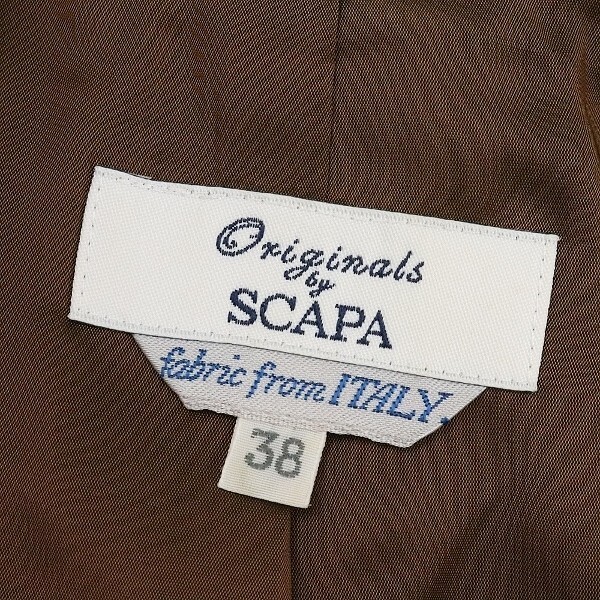 Originals
by
SCAPA
fabric from ITALY.
38